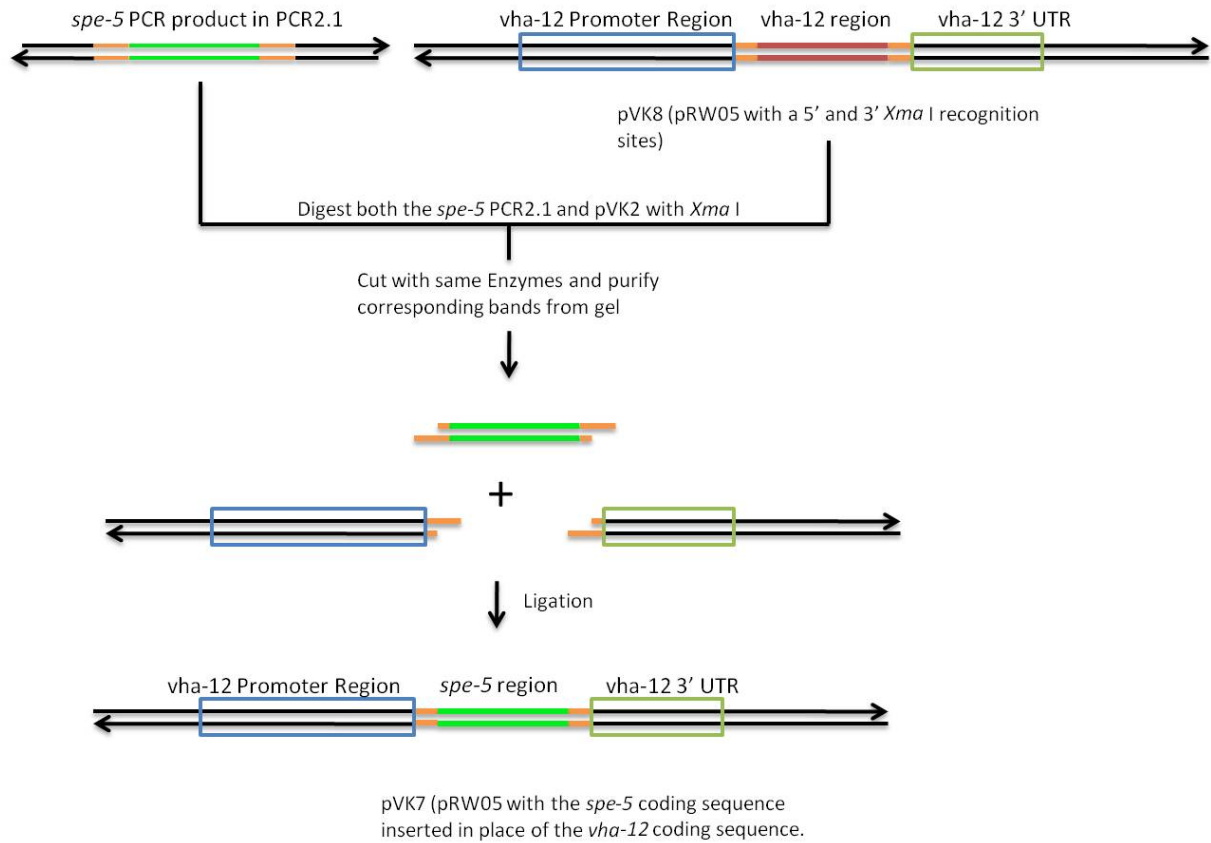 spe-5 PCR product in PCR2.1
vha-12 Promoter Region
vha-12 region
vha-12 3’ UTR
pVK8 (pRW05 with a 5’ and 3’ Xma I recognition
sites)
Digest both the spe-5 PCR2.1 and pVK2 with Xma I
Cut with same Enzymes and purify
corresponding bands from gel
+
Ligation
vha-12 Promoter Region
spe-5 region
vha-12 3’ UTR
pVK7 (pRW05 with the spe-5 coding sequence
inserted in place of the vha-12 coding sequence.